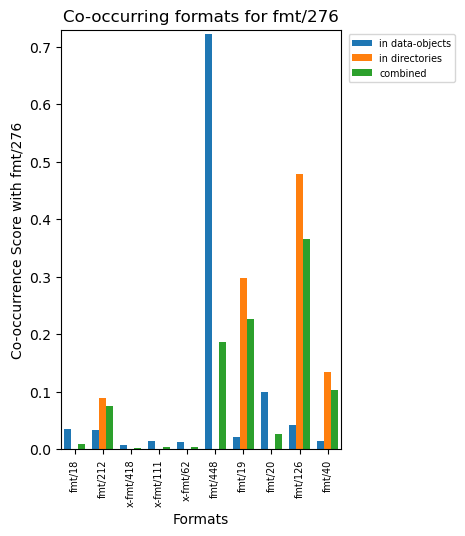 Co-occurring formats for fmt/276
in data-objects
in directories
combined
Co-occurrence Score with fmt/276
0.7
0.6
0.5
0.4
0.3
0.2
0.1
0.0
fmt/18
fmt/212
x-fmt/418
x-fmt/111
x-fmt/62
fmt/448
fmt/19
fmt/20
fmt/126
fmt/40
Formats